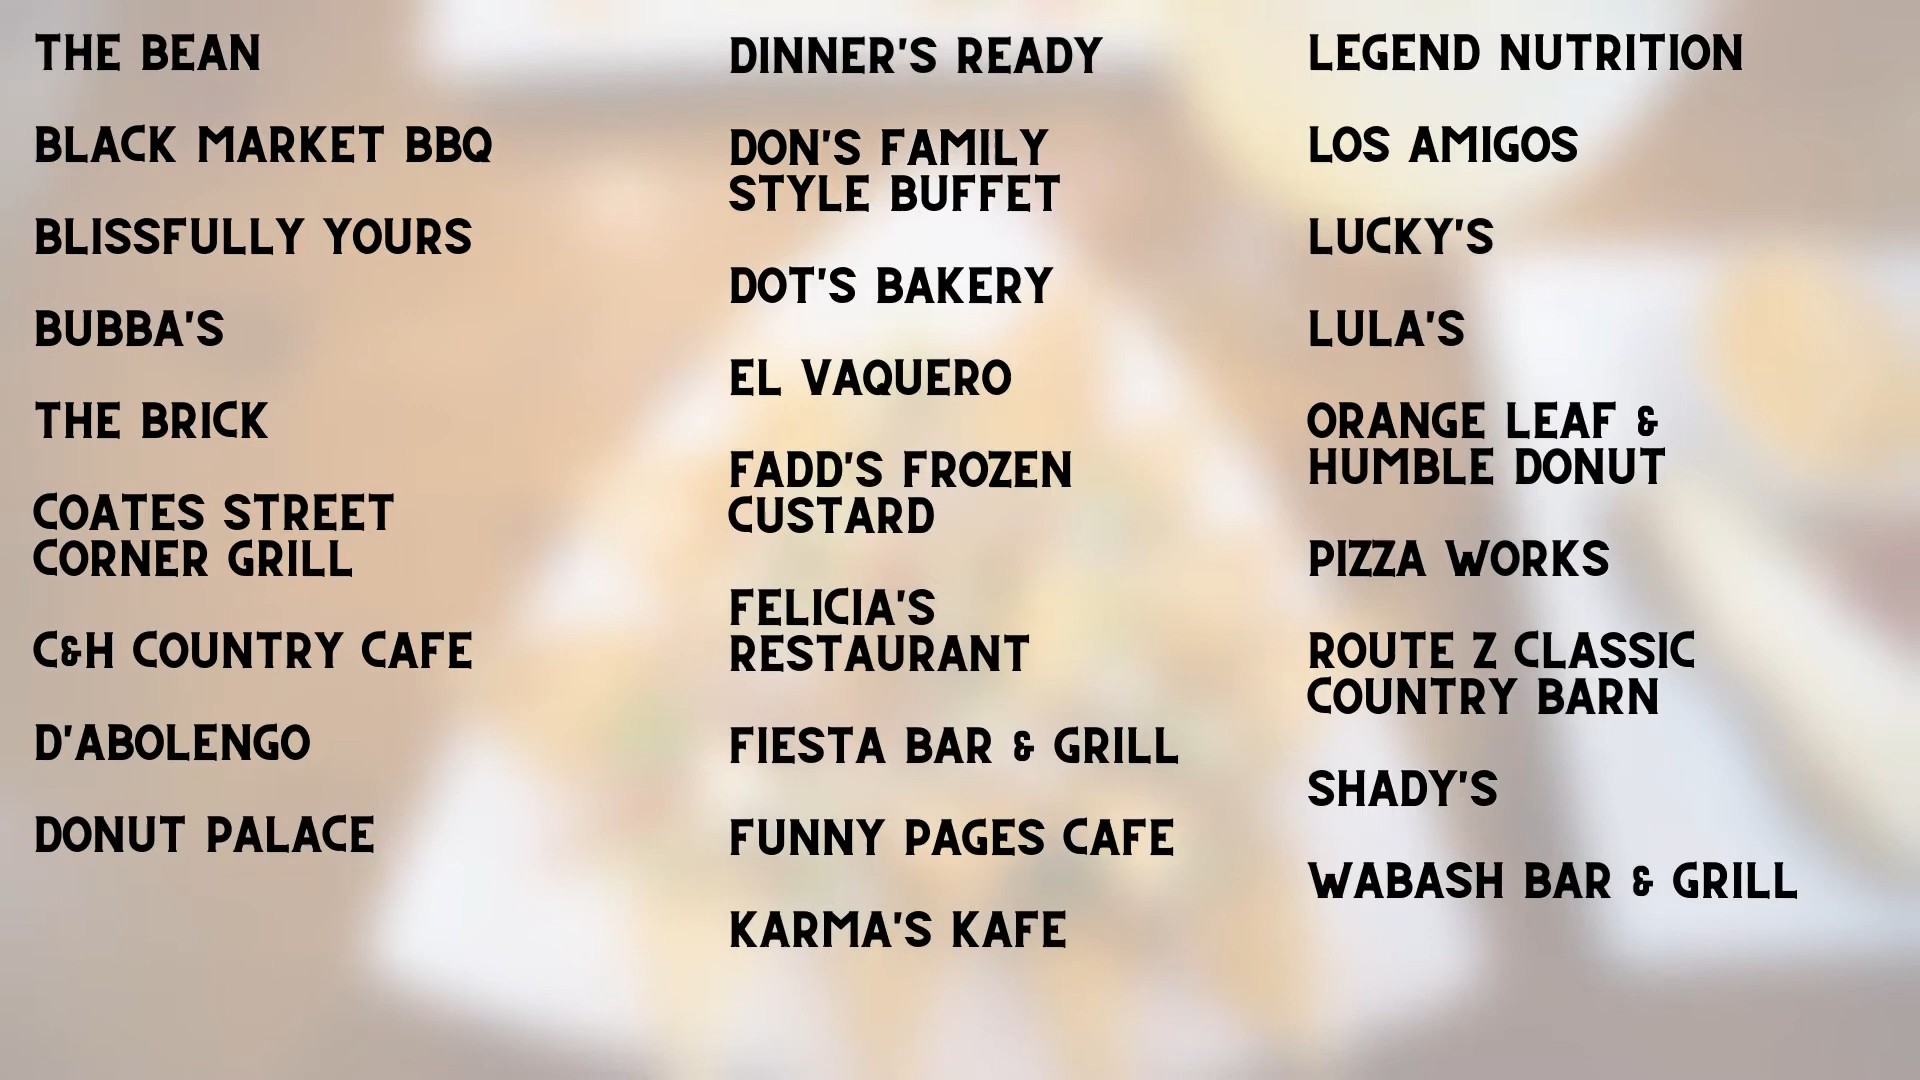 THE BEAN
BLACK MARKET BBQ
BLISSFULLY YOURS
BUBBA'S
THE BRICK
COATES STREET
CORNER GRILL
C&H COUNTRY CAFE
D'ABOLENGO
DONUT PALACE
DINNER'S READY
DON'S FAMILY
STYLE BUFFET
DOT'S BAKERY
EL VAQUERO
FADD'S FROZEN
CUSTARD
FELICIA'S
RESTAURANT
FIESTA BAR & GRILL
FUNNY PAGES CAFE
KARMA'S KAFE
LEGEND NUTRITION
LOS AMIGOS
LUCKY'S
LULA'S
ORANGE LEAF &
HUMBLE DONUT
PIZZA WORKS
ROUTE Z CLASSIC
COUNTRY BARN
SHADY'S
WABASH BAR & GRILL